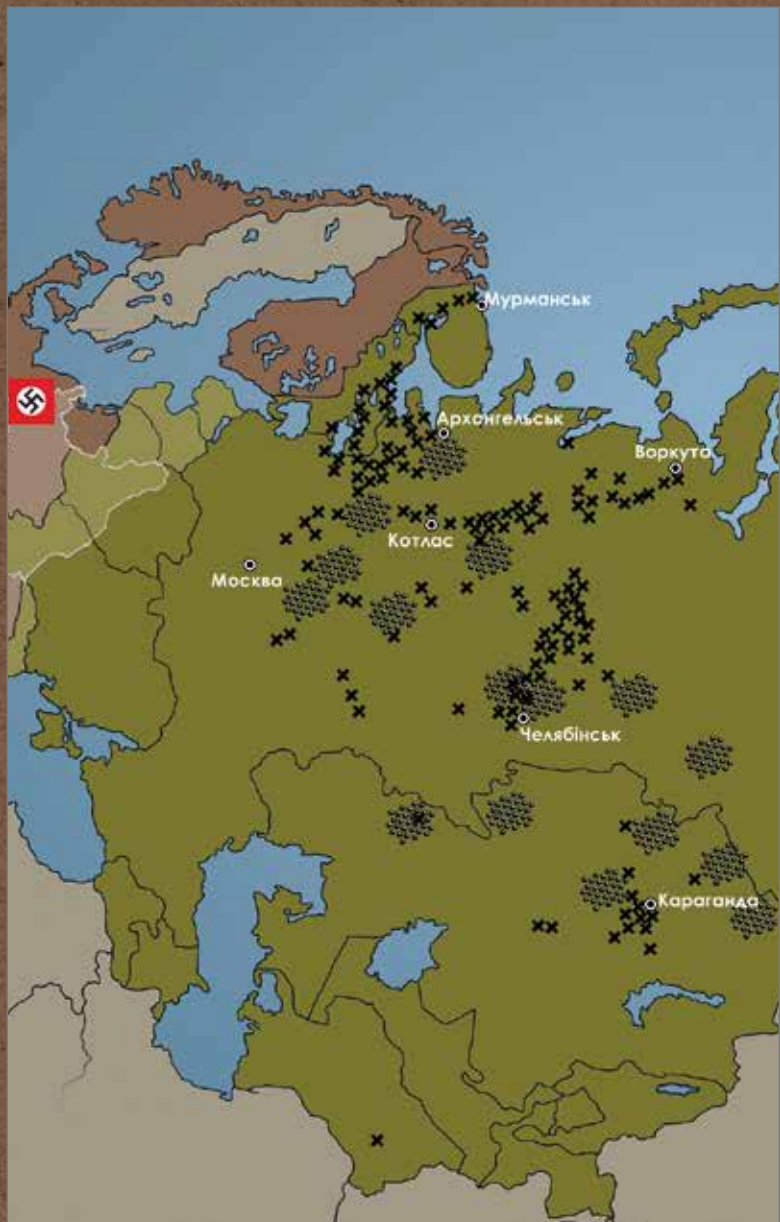 Мурманськ
Архангельськ
Воркута
Котлас
Москва
Челябінськ
Караганда